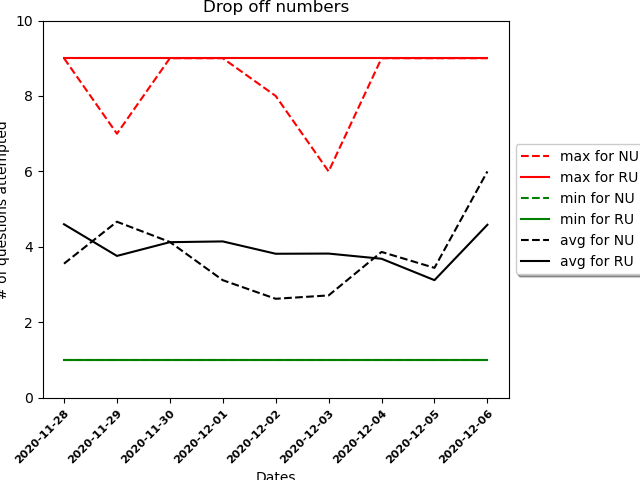 Drop off numbers
10
8
6
4
2
0
# of questions attempted
2020-11-28
2020-11-29
2020-11-30
2020-12-01
2020-12-02
2020-12-03
2020-12-04
2020-12-05
2020-12-06
Dates
max for NU
max for RU
min for NU
min for RU
avg for NU
avg for RU